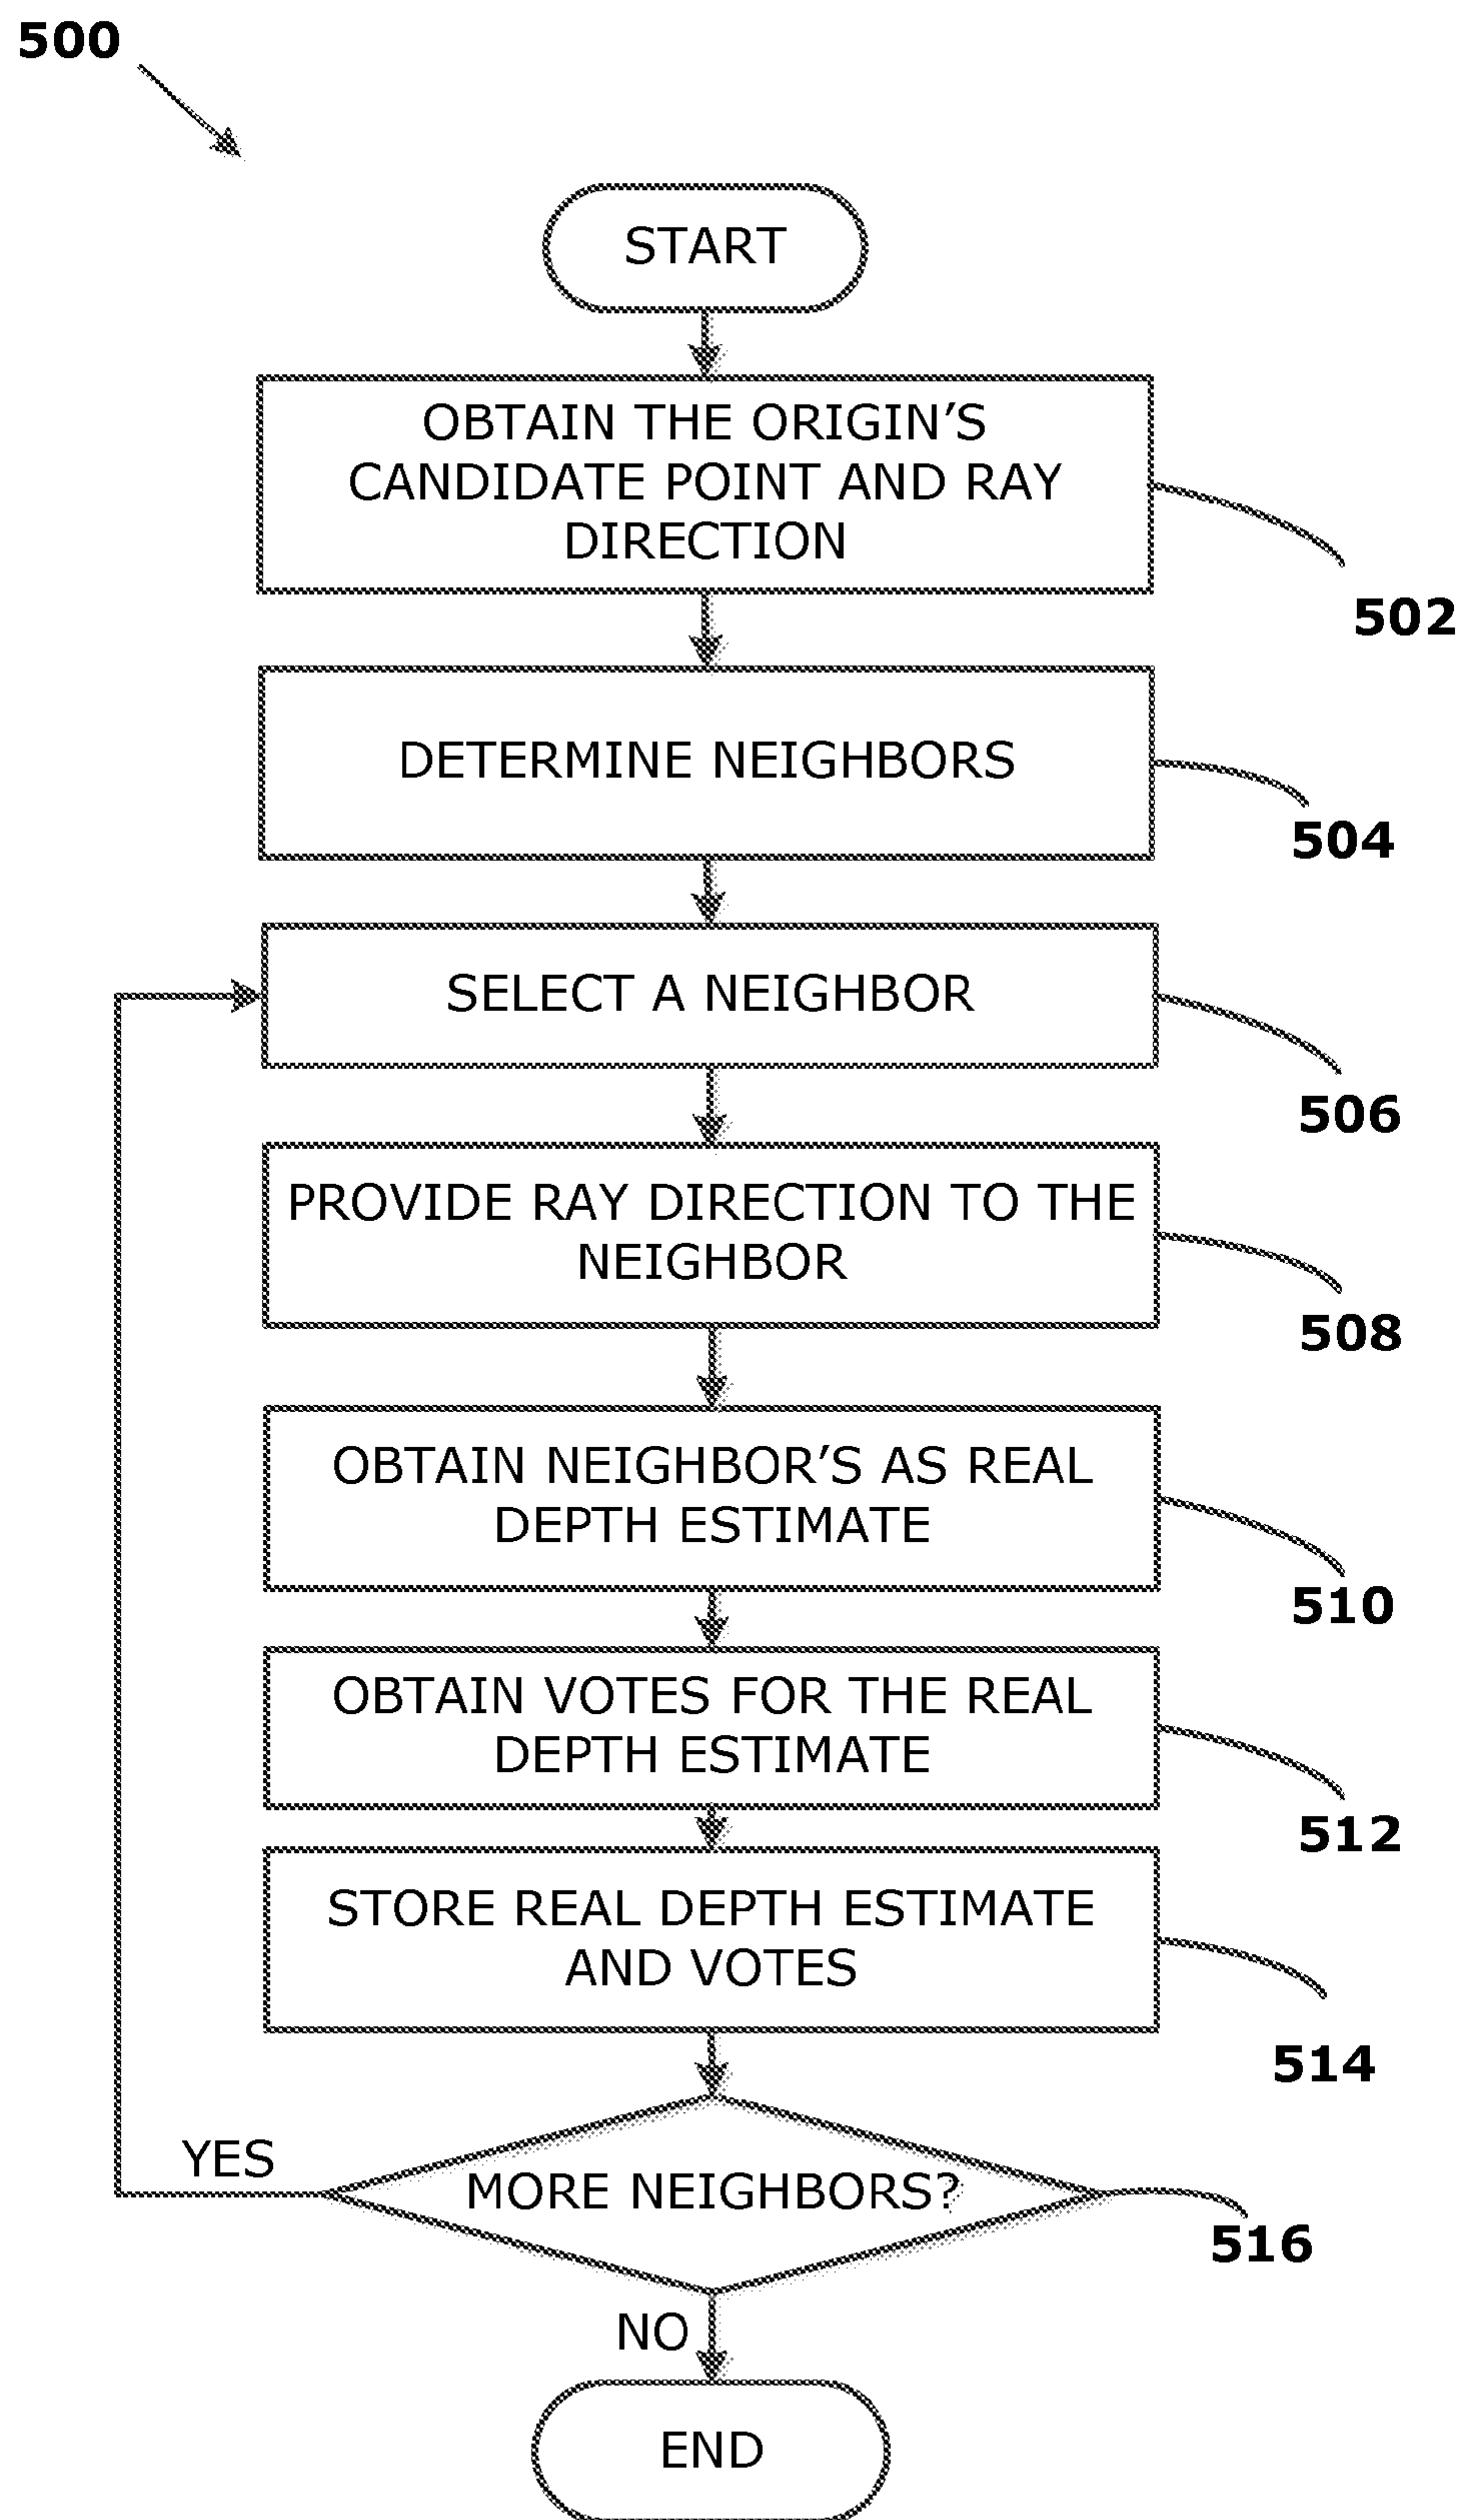 500
START
OBTAIN THE ORIGIN’S
CANDIDATE POINT AND RAY
DIRECTION
502
DETERMINE NEIGHBORS
504
SELECT A NEIGHBOR
506
PROVIDE RAY DIRECTION TO THE
NEIGHBOR
508
OBTAIN NEIGHBOR’S AS REAL
DEPTH ESTIMATE
510
OBTAIN VOTES FOR THE REAL
DEPTH ESTIMATE
512
STORE REAL DEPTH ESTIMATE
AND VOTES
514
YES
MORE NEIGHBORS?
516
NO
END